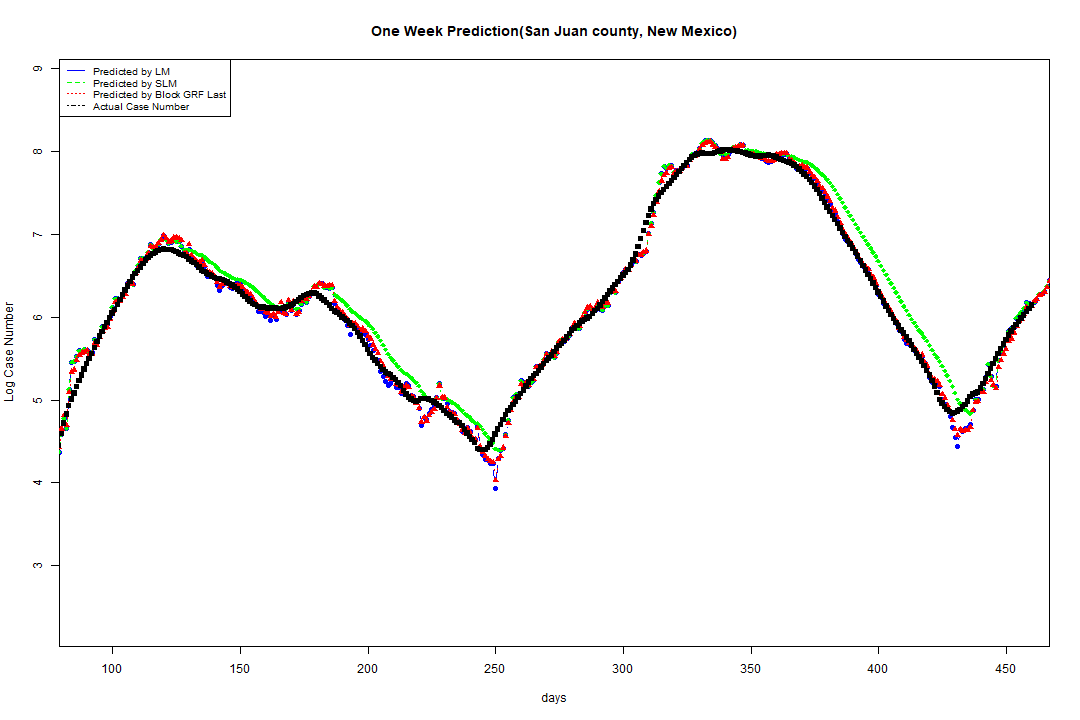 One Week Prediction(San Juan county, New Mexico)
Predicted by LM
Predicted by SLM
Predicted by Block GRF Last
Actual Case Number
9
8
7
6
5
4
3
Log Case Number
100 150 200 250 300 350 400 450
days